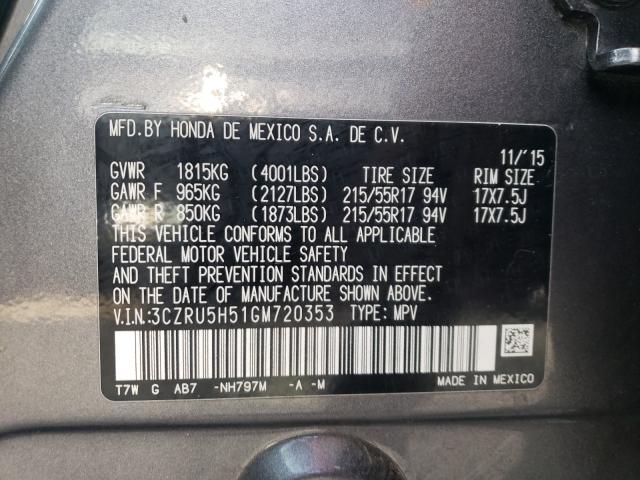 MFD.BY HONDA DE MEXICO S.A. DE C.V.
11/'15
GVWR 1815KG (4001LBS) TIRE SIZE RIM SIZE
GAWR F 965KG (2127LBS) 215/55R17 94V 17X7.5J
GAWR R 850KG (1873LBS) 215/55R17 94V 17X7.5J
THIS VEHICLE CONFORMS TO ALL APPLICABLE
FEDERAL MOTOR VEHICLE SAFETY
AND THEFT PREVENTION STANDARDS IN EFFECT
ON THE DATE OF MANUFACTURE SHOWN ABOVE.
V.I.N.:3CZRU5H51GM720353 TYPE: MPV
T7W G AB7 -NH797M -A -M MADE IN MEXICO